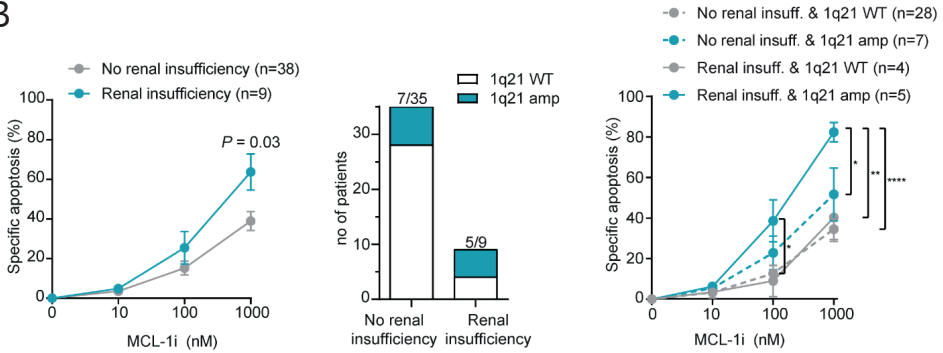 B
No renal insufficiency (n=38)
Renal insufficiency (n=9)
Specific apoptosis (%)
100
80
60
40
20
0
P = 0.03
0 10 100 1000
MCL-1i (nM)
1q21 WT
1q21 amp
no of patients
30
20
10
0
7/35
5/9
No renal insufficiency
Renal insufficiency
No renal insuff. & 1q21 WT (n=28)
No renal insuff. & 1q21 amp (n=7)
Renal insuff. & 1q21 WT (n=4)
Renal insuff. & 1q21 amp (n=5)
Specific apoptosis (%)
100
80
60
40
20
0
*
*
**
****
0 10 100 1000
MCL-1i (nM)